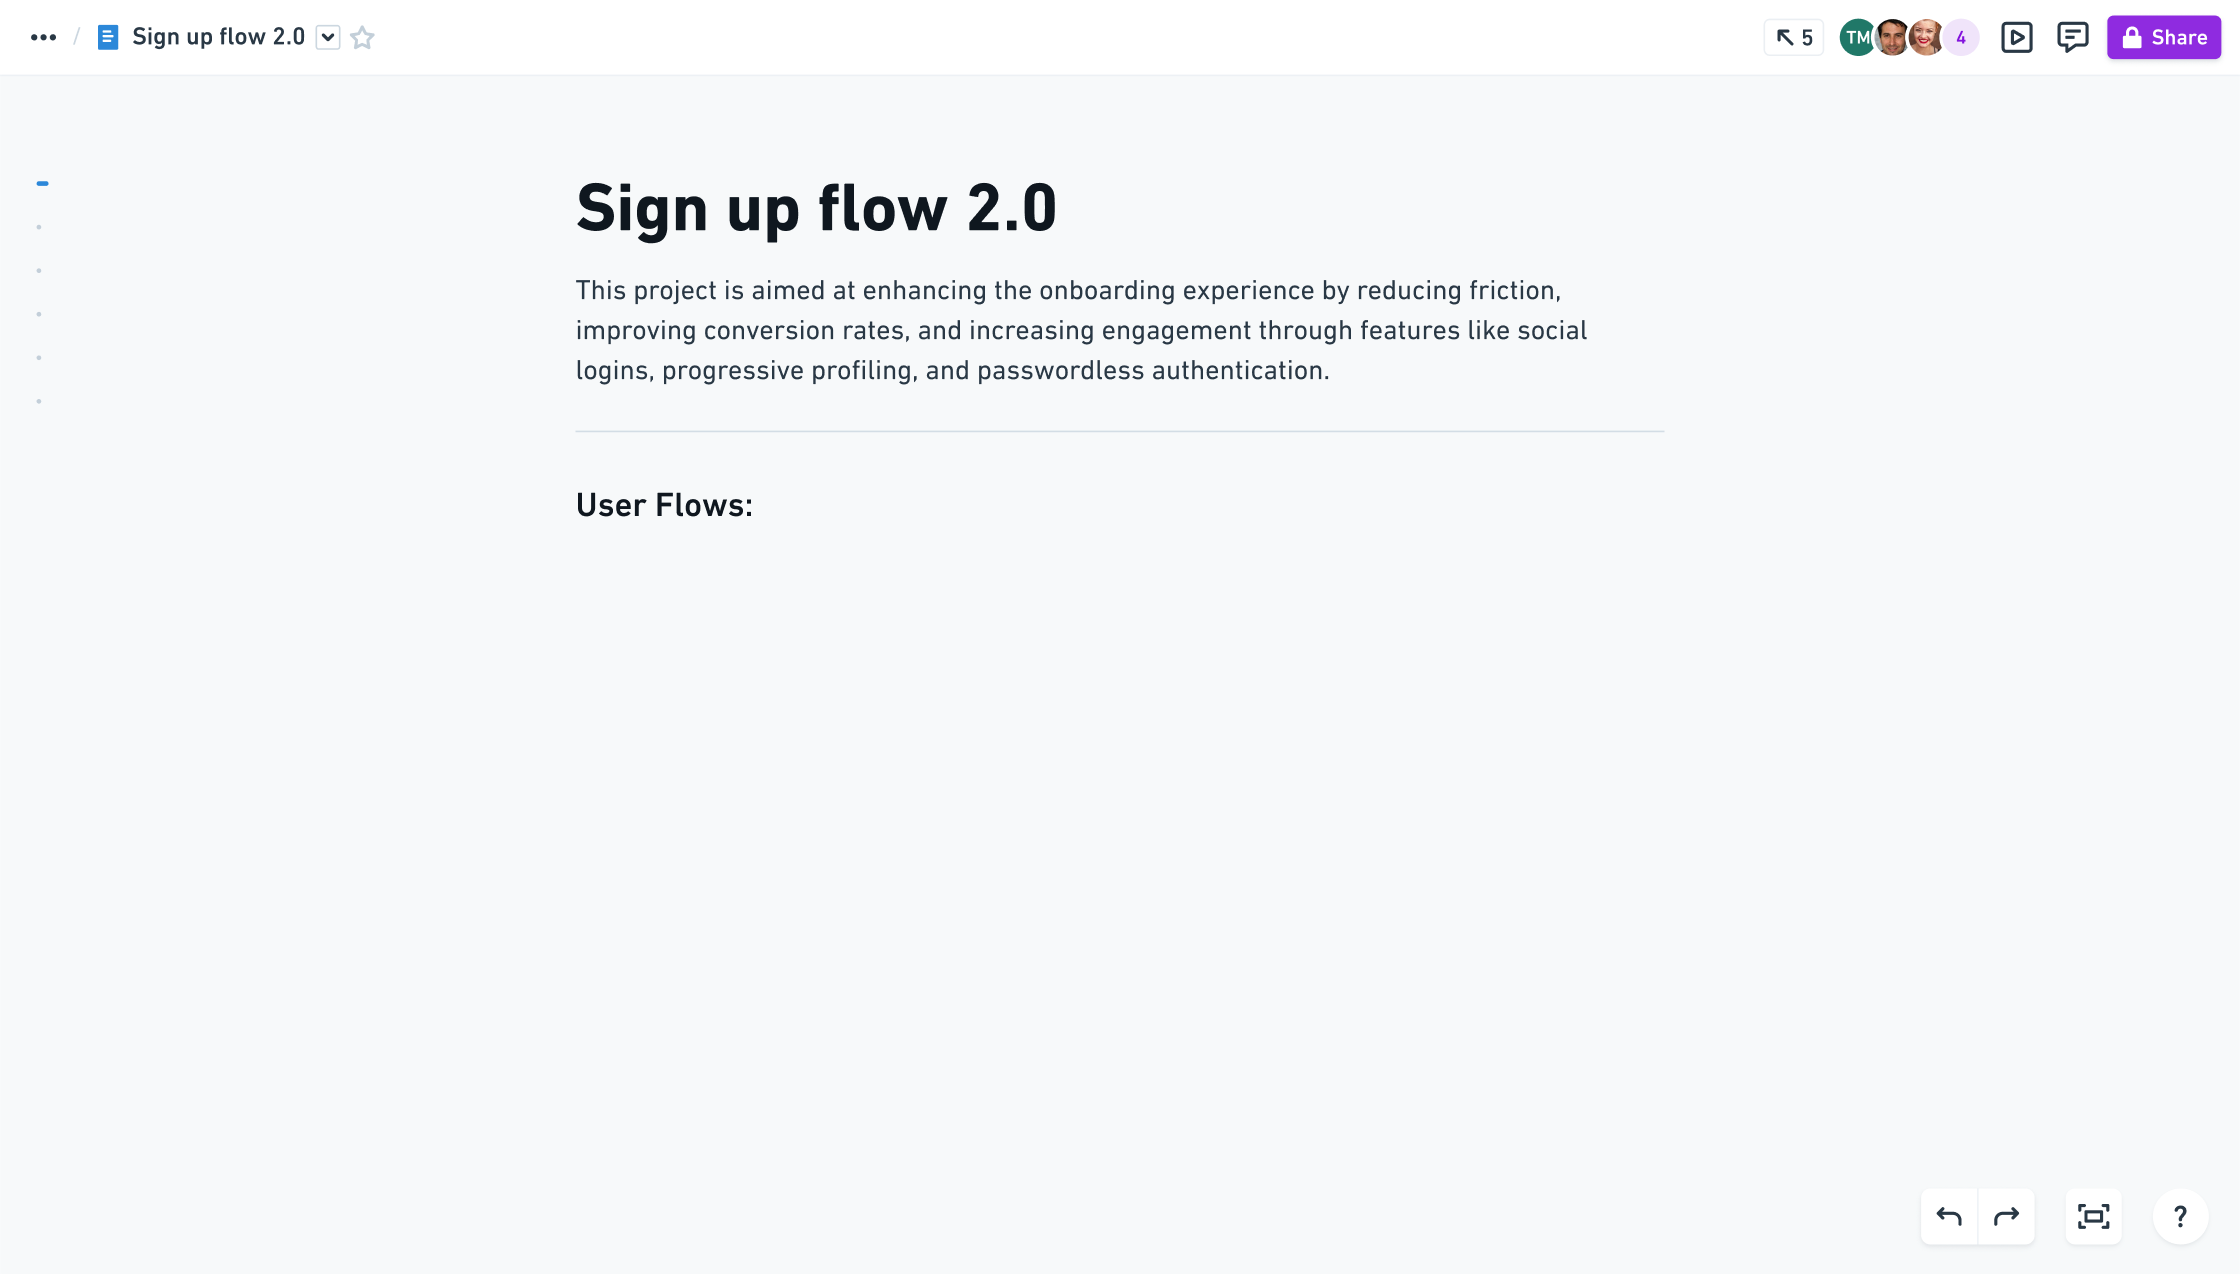 Sign up flow 2.0
5
TM
4
Share
Sign up flow 2.0
This project is aimed at enhancing the onboarding experience by reducing friction,
improving conversion rates, and increasing engagement through features like social
logins, progressive profiling, and passwordless authentication.
User Flows:
?